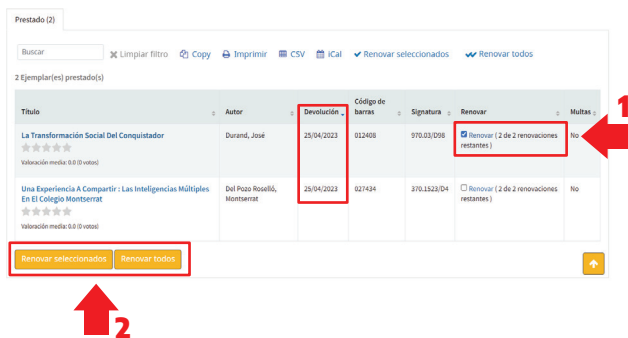 Prestado (2)
Buscar Limpiar filtro Copy Imprimir CSV iCal Renovar seleccionados Renovar todos
2 Ejemplar(es) prestado(s)
Título Autor Devolución Código de barras Signatura Renovar Multas
1
La Transformación Social Del Conquistador Durand, José 25/04/2023 012408 970.03/D98 Renovar ( 2 de 2 renovaciones restantes ) No
Valoración media: 0.0 (0 votos)
Una Experiencia A Compartir : Las Inteligencias Múltiples Del Pozo Roselló, 25/04/2023 027434 370.1523/D4 Renovar ( 2 de 2 renovaciones No
En El Colegio Montserrat Montserrat restantes )
Valoración media: 0.0 (0 votos)
Renovar seleccionados Renovar todos
2